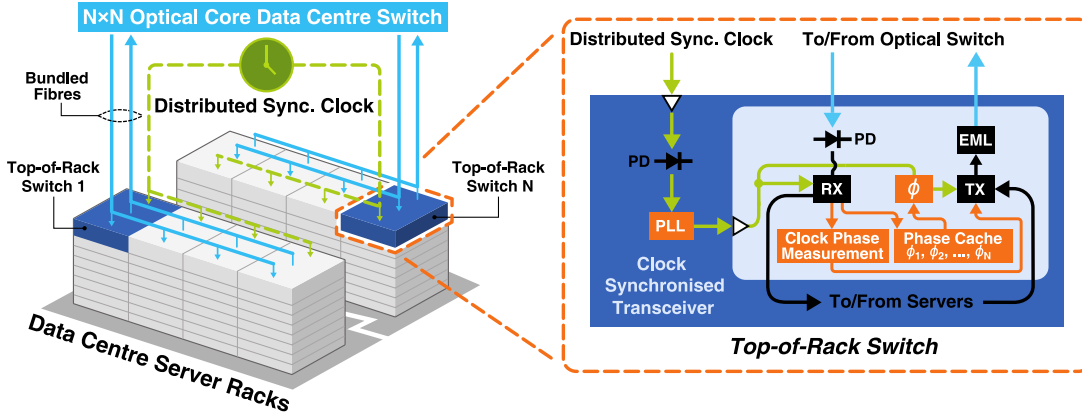 N×N Optical Core Data Centre Switch
Bundled
Fibres
Distributed Sync. Clock
Top-of-Rack
Switch 1
Top-of-Rack
Switch N
Data Centre Server Racks
Distributed Sync. Clock
To/From Optical Switch
PD
PD
EML
RX
ϕ
TX
PLL
Clock Phase
Measurement
Phase Cache
ϕ1, ϕ2, ..., ϕN
Clock
Synchronised
Transceiver
To/From Servers
Top-of-Rack Switch